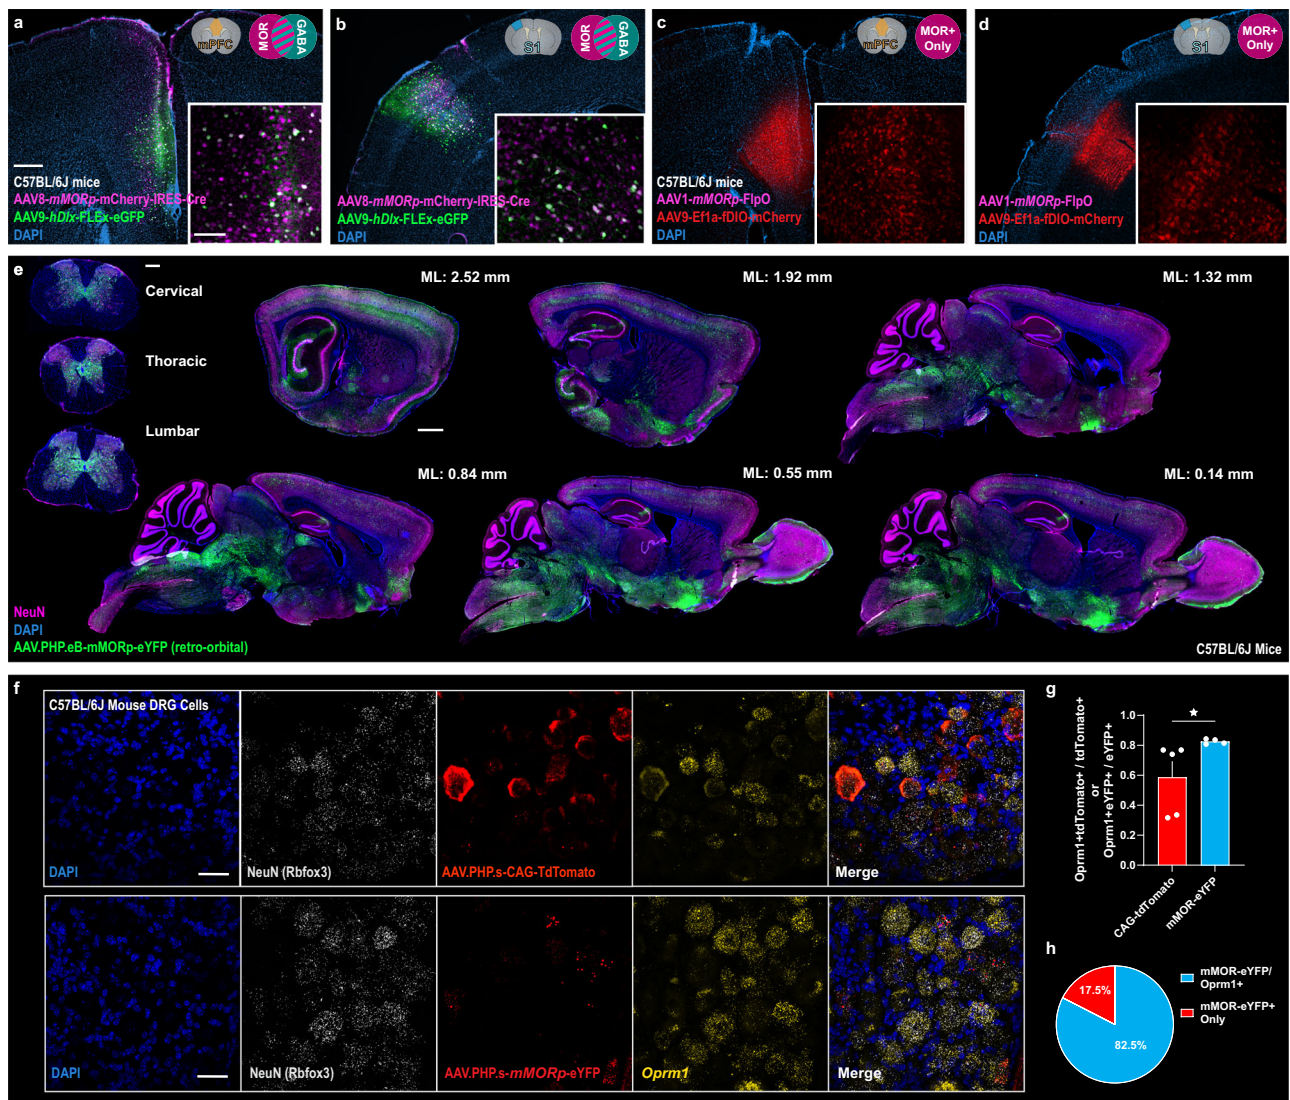 a
mPFC
MOR
GABA
C57BL/6J mice
AAV8-mMORp-mCherry-IRES-Cre
AAV9-hDlx-FLEx-eGFP
DAPI
b
S1
MOR
GABA
AAV8-mMORp-mCherry-IRES-Cre
AAV9-hDlx-FLEx-eGFP
DAPI
c
mPFC
MOR+
Only
C57BL/6J mice
AAV1-mMORp-FlpO
AAV9-Ef1a-fDIO-mCherry
DAPI
d
S1
MOR+
Only
AAV1-mMORp-FlpO
AAV9-Ef1a-fDIO-mCherry
DAPI
e
Cervical
Thoracic
Lumbar
ML: 2.52 mm
ML: 1.92 mm
ML: 1.32 mm
ML: 0.84 mm
ML: 0.55 mm
ML: 0.14 mm
NeuN
DAPI
AAV.PHP.eB-mMORp-eYFP (retro-orbital)
C57BL/6J Mice
f
C57BL/6J Mouse DRG Cells
DAPI
NeuN (Rbfox3)
AAV.PHP.s-CAG-TdTomato
Merge
DAPI
NeuN (Rbfox3)
AAV.PHP.s-mMORp-eYFP
Oprm1
Merge
g
Oprm1+tdTomato+ / tdTomato+
or
Oprm1+eYFP+ / eYFP+
1.0
0.8
0.6
0.4
0.2
0.0
CAG-tdTomato
mMOR-eYFP
h
17.5%
82.5%
mMOR-eYFP/
Oprm1+
mMOR-eYFP+
Only